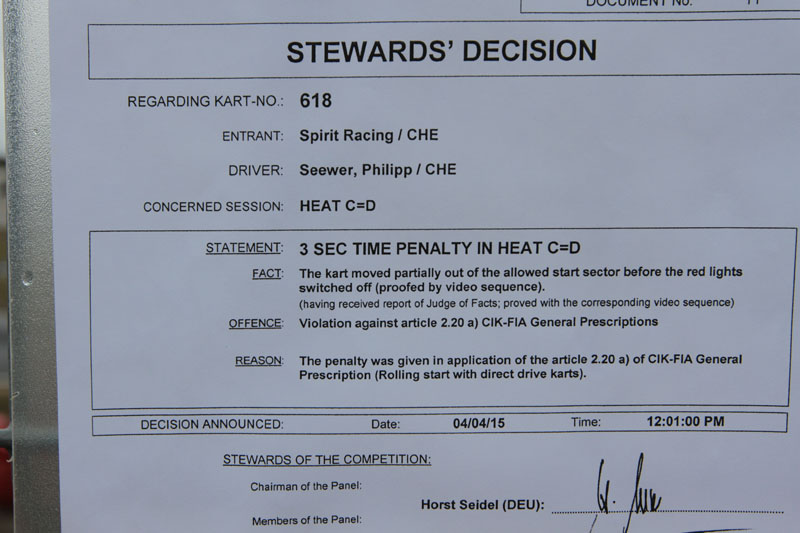 DOCUMENT No. 11
STEWARDS' DECISION
REGARDING KART-NO.: 618
ENTRANT: Spirit Racing / CHE
DRIVER: Seewer, Philipp / CHE
CONCERNED SESSION: HEAT C=D
STATEMENT: 3 SEC TIME PENALTY IN HEAT C=D
FACT: The kart moved partially out of the allowed start sector before the red lights
switched off (proofed by video sequence).
(having received report of Judge of Facts; proved with the corresponding video sequence)
OFFENCE: Violation against article 2.20 a) CIK-FIA General Prescriptions
REASON: The penalty was given in application of the article 2.20 a) of CIK-FIA General
Prescription (Rolling start with direct drive karts).
DECISION ANNOUNCED: Date: 04/04/15 Time: 12:01:00 PM
STEWARDS OF THE COMPETITION:
Chairman of the Panel:
Horst Seidel (DEU):
Members of the Panel: